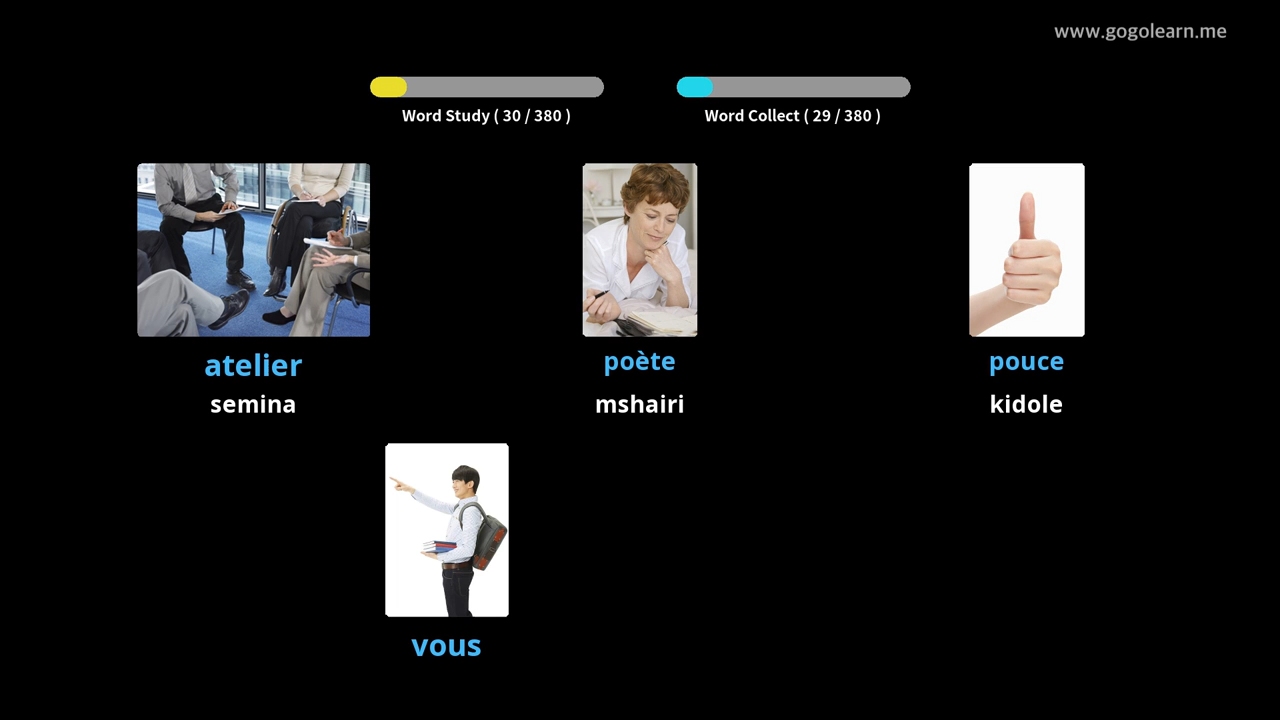 www.gogolearn.me
Word Study ( 30 / 380 )
Word Collect ( 29 / 380 )
atelier
semina
poète
mshairi
pouce
kidole
vous